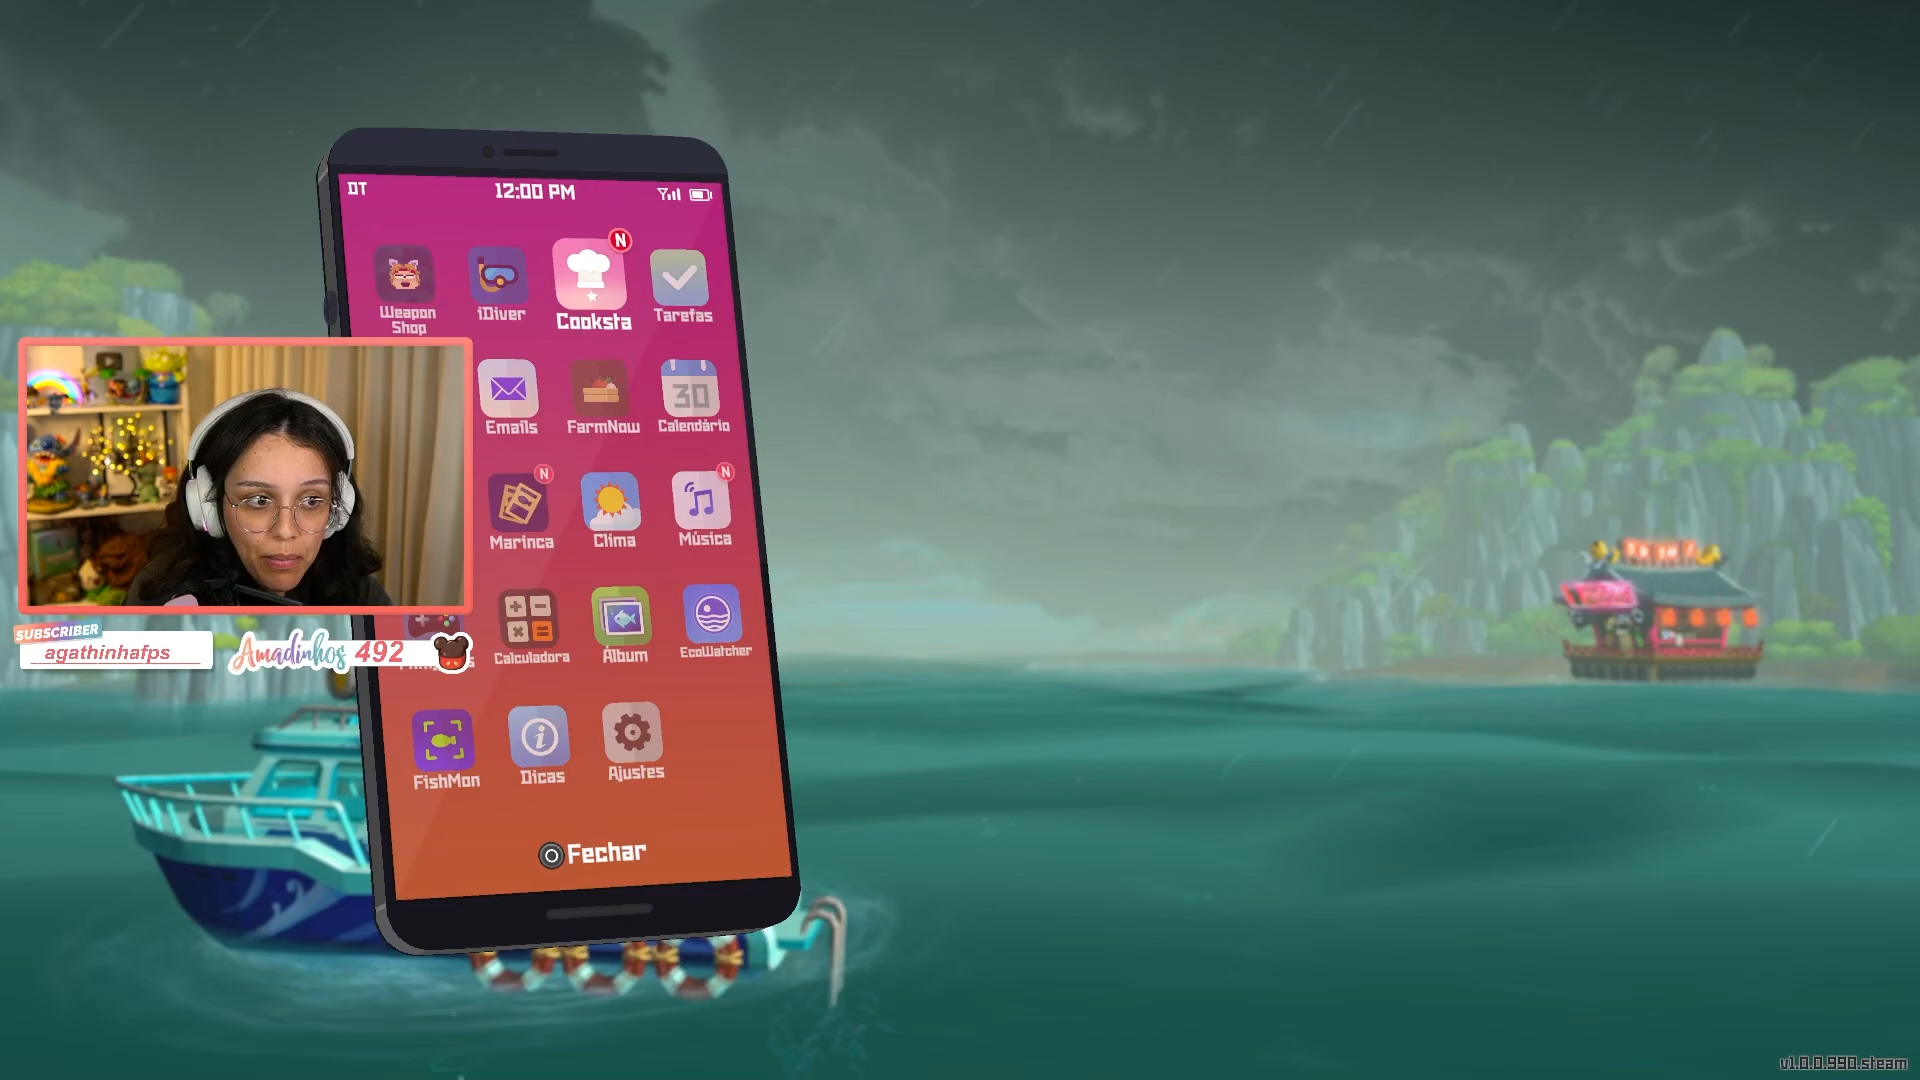 DT
12:00 PM
N
Weapon
Shop
iDiver
Cooksta
Tarefas
Emails
FarmNow
30
Calendário
N
N
Marinca
Clima
Música
Calculadora
Álbum
EcoWatcher
SUBSCRIBER
agathinhafps
Amadinhos 492
FishMon
Dicas
Ajustes
Fechar
v1.0.0.990.steam